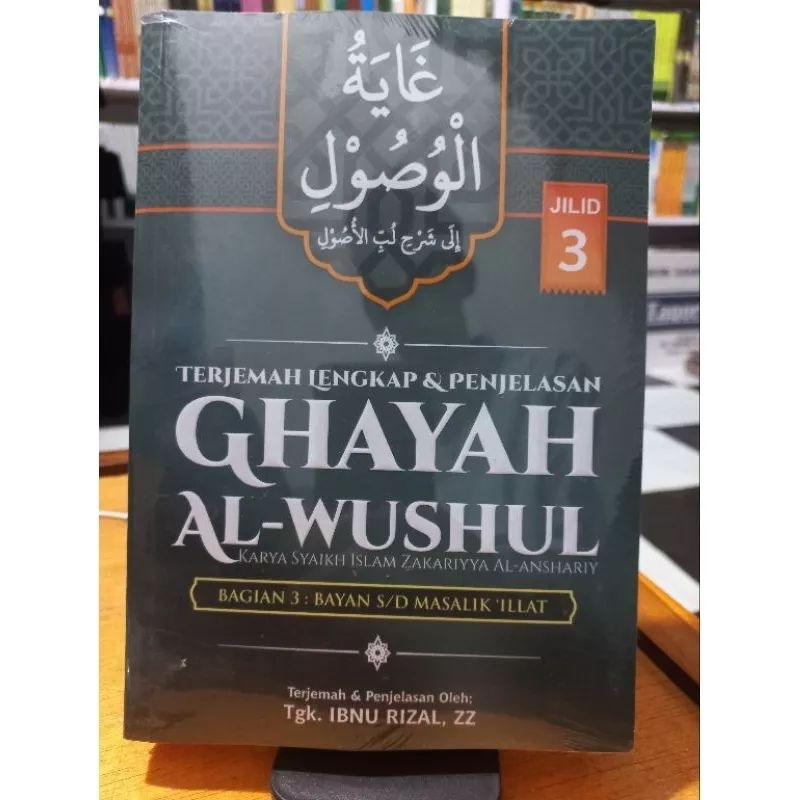 غَايَةُ
الْوُصُوْلِ
إِلَى شَرْحِ لُبِّ الأُصُوْلِ
JILID
3
TERJEMAH LENGKAP & PENJELASAN
GHAYAH
AL-WUSHUL
KARYA SYAIKH ISLAM ZAKARIYYA AL-ANSHARIY
BAGIAN 3 : BAYAN S/D MASALIK 'ILLAT
Terjemah & Penjelasan Oleh;
Tgk. IBNU RIZAL, ZZ